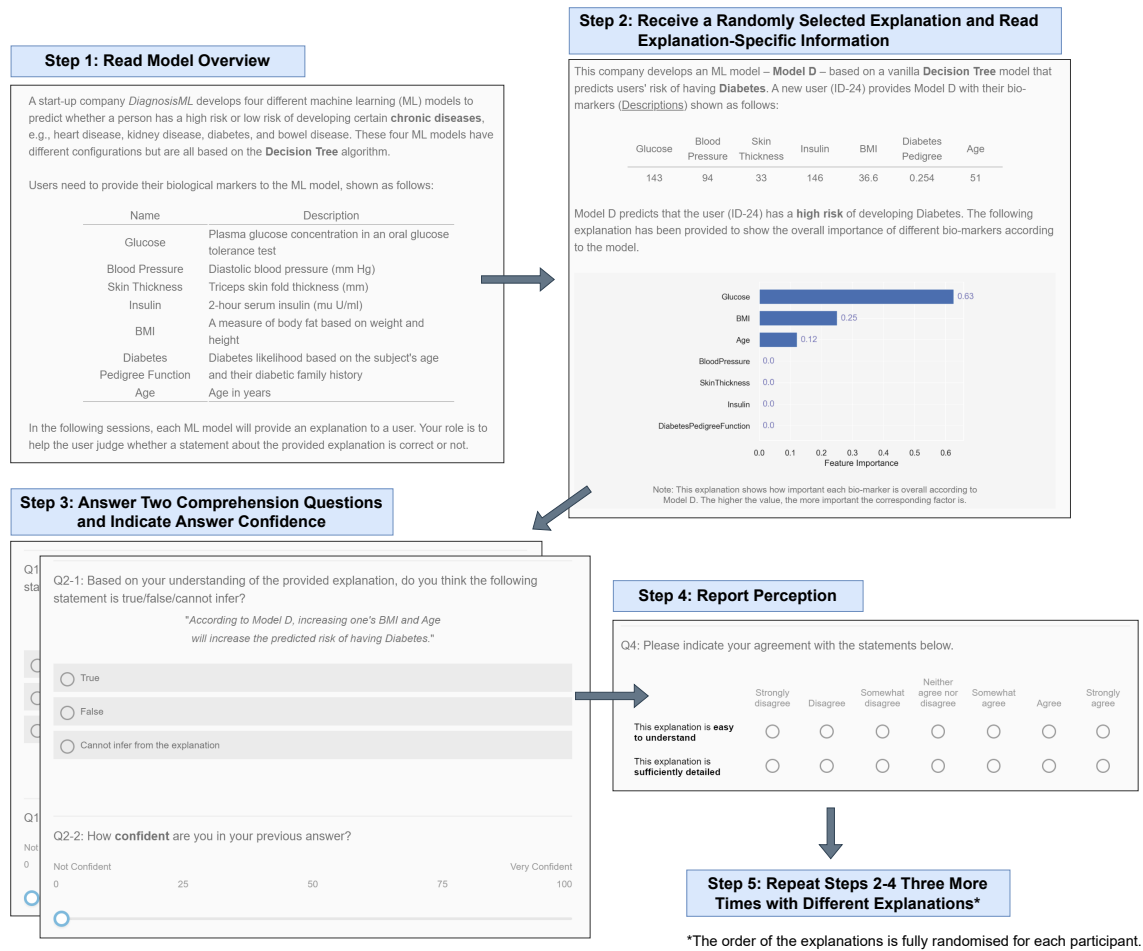 Step 1: Read Model Overview
A start-up company DiagnosisML develops four different machine learning (ML) models to
predict whether a person has a high risk or low risk of developing certain chronic diseases,
e.g., heart disease, kidney disease, diabetes, and bowel disease. These four ML models have
different configurations but are all based on the Decision Tree algorithm.
Users need to provide their biological markers to the ML model, shown as follows:
Name Description
Glucose Plasma glucose concentration in an oral glucose
tolerance test
Blood Pressure Diastolic blood pressure (mm Hg)
Skin Thickness Triceps skin fold thickness (mm)
Insulin 2-hour serum insulin (mu U/ml)
BMI A measure of body fat based on weight and
height
Diabetes Diabetes likelihood based on the subject's age
Pedigree Function and their diabetic family history
Age Age in years
In the following sessions, each ML model will provide an explanation to a user. Your role is to
help the user judge whether a statement about the provided explanation is correct or not.
Step 2: Receive a Randomly Selected Explanation and Read
Explanation-Specific Information
This company develops an ML model – Model D – based on a vanilla Decision Tree model that
predicts users' risk of having Diabetes. A new user (ID-24) provides Model D with their bio-
markers (Descriptions) shown as follows:
Glucose Blood Pressure Skin Thickness Insulin BMI Diabetes Pedigree Age
143 94 33 146 36.6 0.254 51
Model D predicts that the user (ID-24) has a high risk of developing Diabetes. The following
explanation has been provided to show the overall importance of different bio-markers according
to the model.
Glucose 0.63
BMI 0.25
Age 0.12
BloodPressure 0.0
SkinThickness 0.0
Insulin 0.0
DiabetesPedigreeFunction 0.0
0.0 0.1 0.2 0.3 0.4 0.5 0.6
Feature Importance
Note: This explanation shows how important each bio-marker is overall according to
Model D. The higher the value, the more important the corresponding factor is.
Step 3: Answer Two Comprehension Questions
and Indicate Answer Confidence
Q1
sta
Q1
Not
0
Q2-1: Based on your understanding of the provided explanation, do you think the following
statement is true/false/cannot infer?
"According to Model D, increasing one's BMI and Age
will increase the predicted risk of having Diabetes."
True
False
Cannot infer from the explanation
Q2-2: How confident are you in your previous answer?
Not Confident Very Confident
0 25 50 75 100
Step 4: Report Perception
Q4: Please indicate your agreement with the statements below.
Strongly disagree Disagree Somewhat disagree Neither agree nor disagree Somewhat agree Agree Strongly agree
This explanation is easy
to understand
This explanation is
sufficiently detailed
Step 5: Repeat Steps 2-4 Three More
Times with Different Explanations*
*The order of the explanations is fully randomised for each participant.